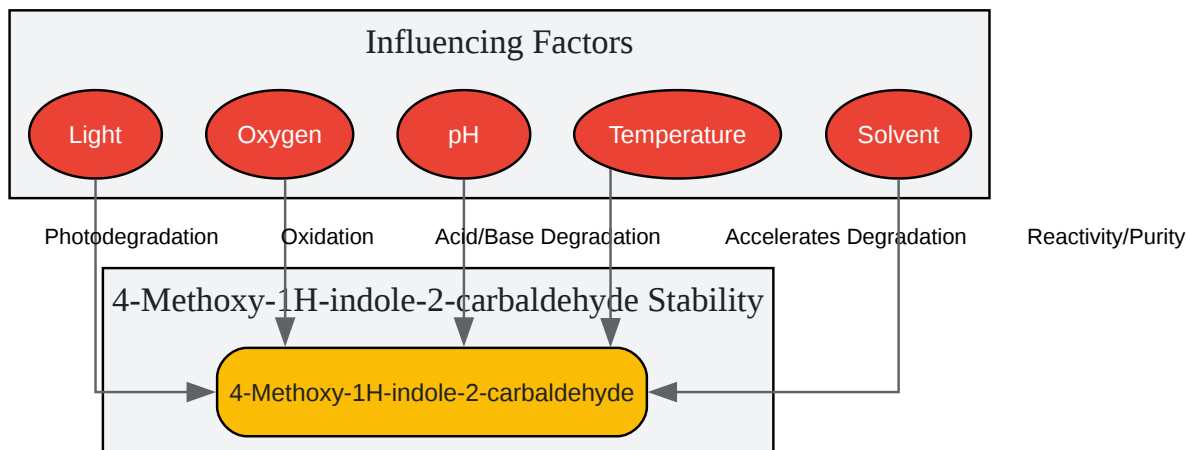 Influencing Factors
Light
Oxygen
pH
Temperature
Solvent
Photodegradation
Oxidation
Acid/Base Degradation
Accelerates Degradation
Reactivity/Purity
4-Methoxy-1H-indole-2-carbaldehyde Stability
4-Methoxy-1H-indole-2-carbaldehyde